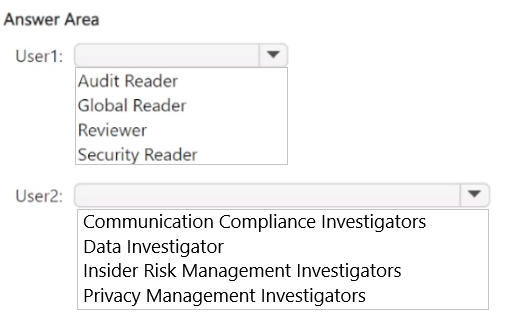 Answer Area
User1:
Audit Reader
Global Reader
Reviewer
Security Reader
User2:
Communication Compliance Investigators
Data Investigator
Insider Risk Management Investigators
Privacy Management Investigators